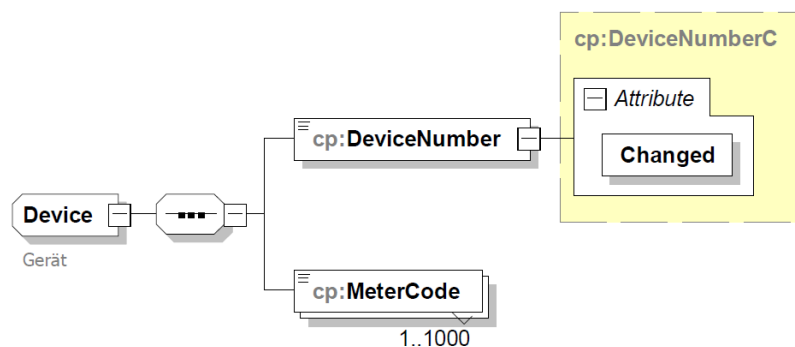 cp:DeviceNumberC
Attribute
cp:DeviceNumber
Changed
Device
Gerät
cp:MeterCode
1..1000